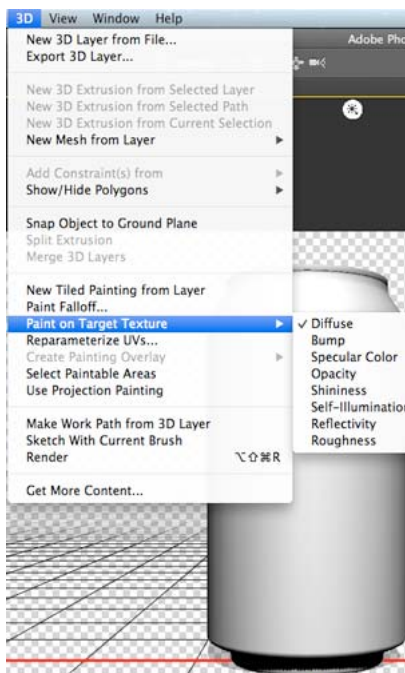 3D View Window Help
Adobe Pho
New 3D Layer from File...
Export 3D Layer...
New 3D Extrusion from Selected Layer
New 3D Extrusion from Selected Path
New 3D Extrusion from Current Selection
New Mesh from Layer
Add Constraint(s) from
Show/Hide Polygons
Snap Object to Ground Plane
Split Extrusion
Merge 3D Layers
New Tiled Painting from Layer
Paint Falloff...
Paint on Target Texture
Reparameterize UVs...
Create Painting Overlay
Select Paintable Areas
Use Projection Painting
Make Work Path from 3D Layer
Sketch With Current Brush
Render ⌥⇧⌘R
Get More Content...
✓ Diffuse
Bump
Specular Color
Opacity
Shininess
Self-Illumination
Reflectivity
Roughness